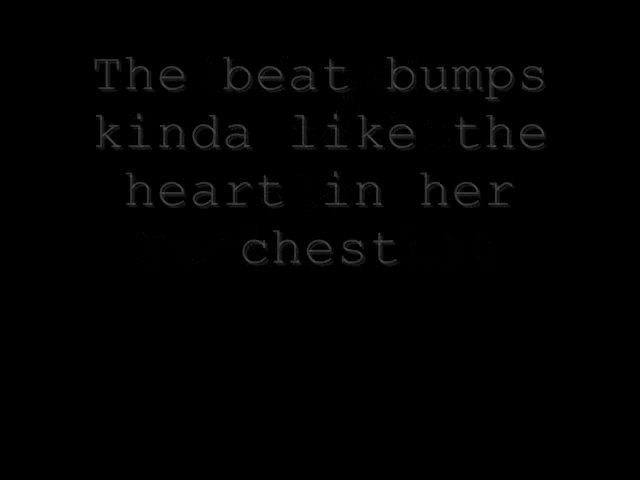 The beat bumps
kinda like the
heart in her
chest